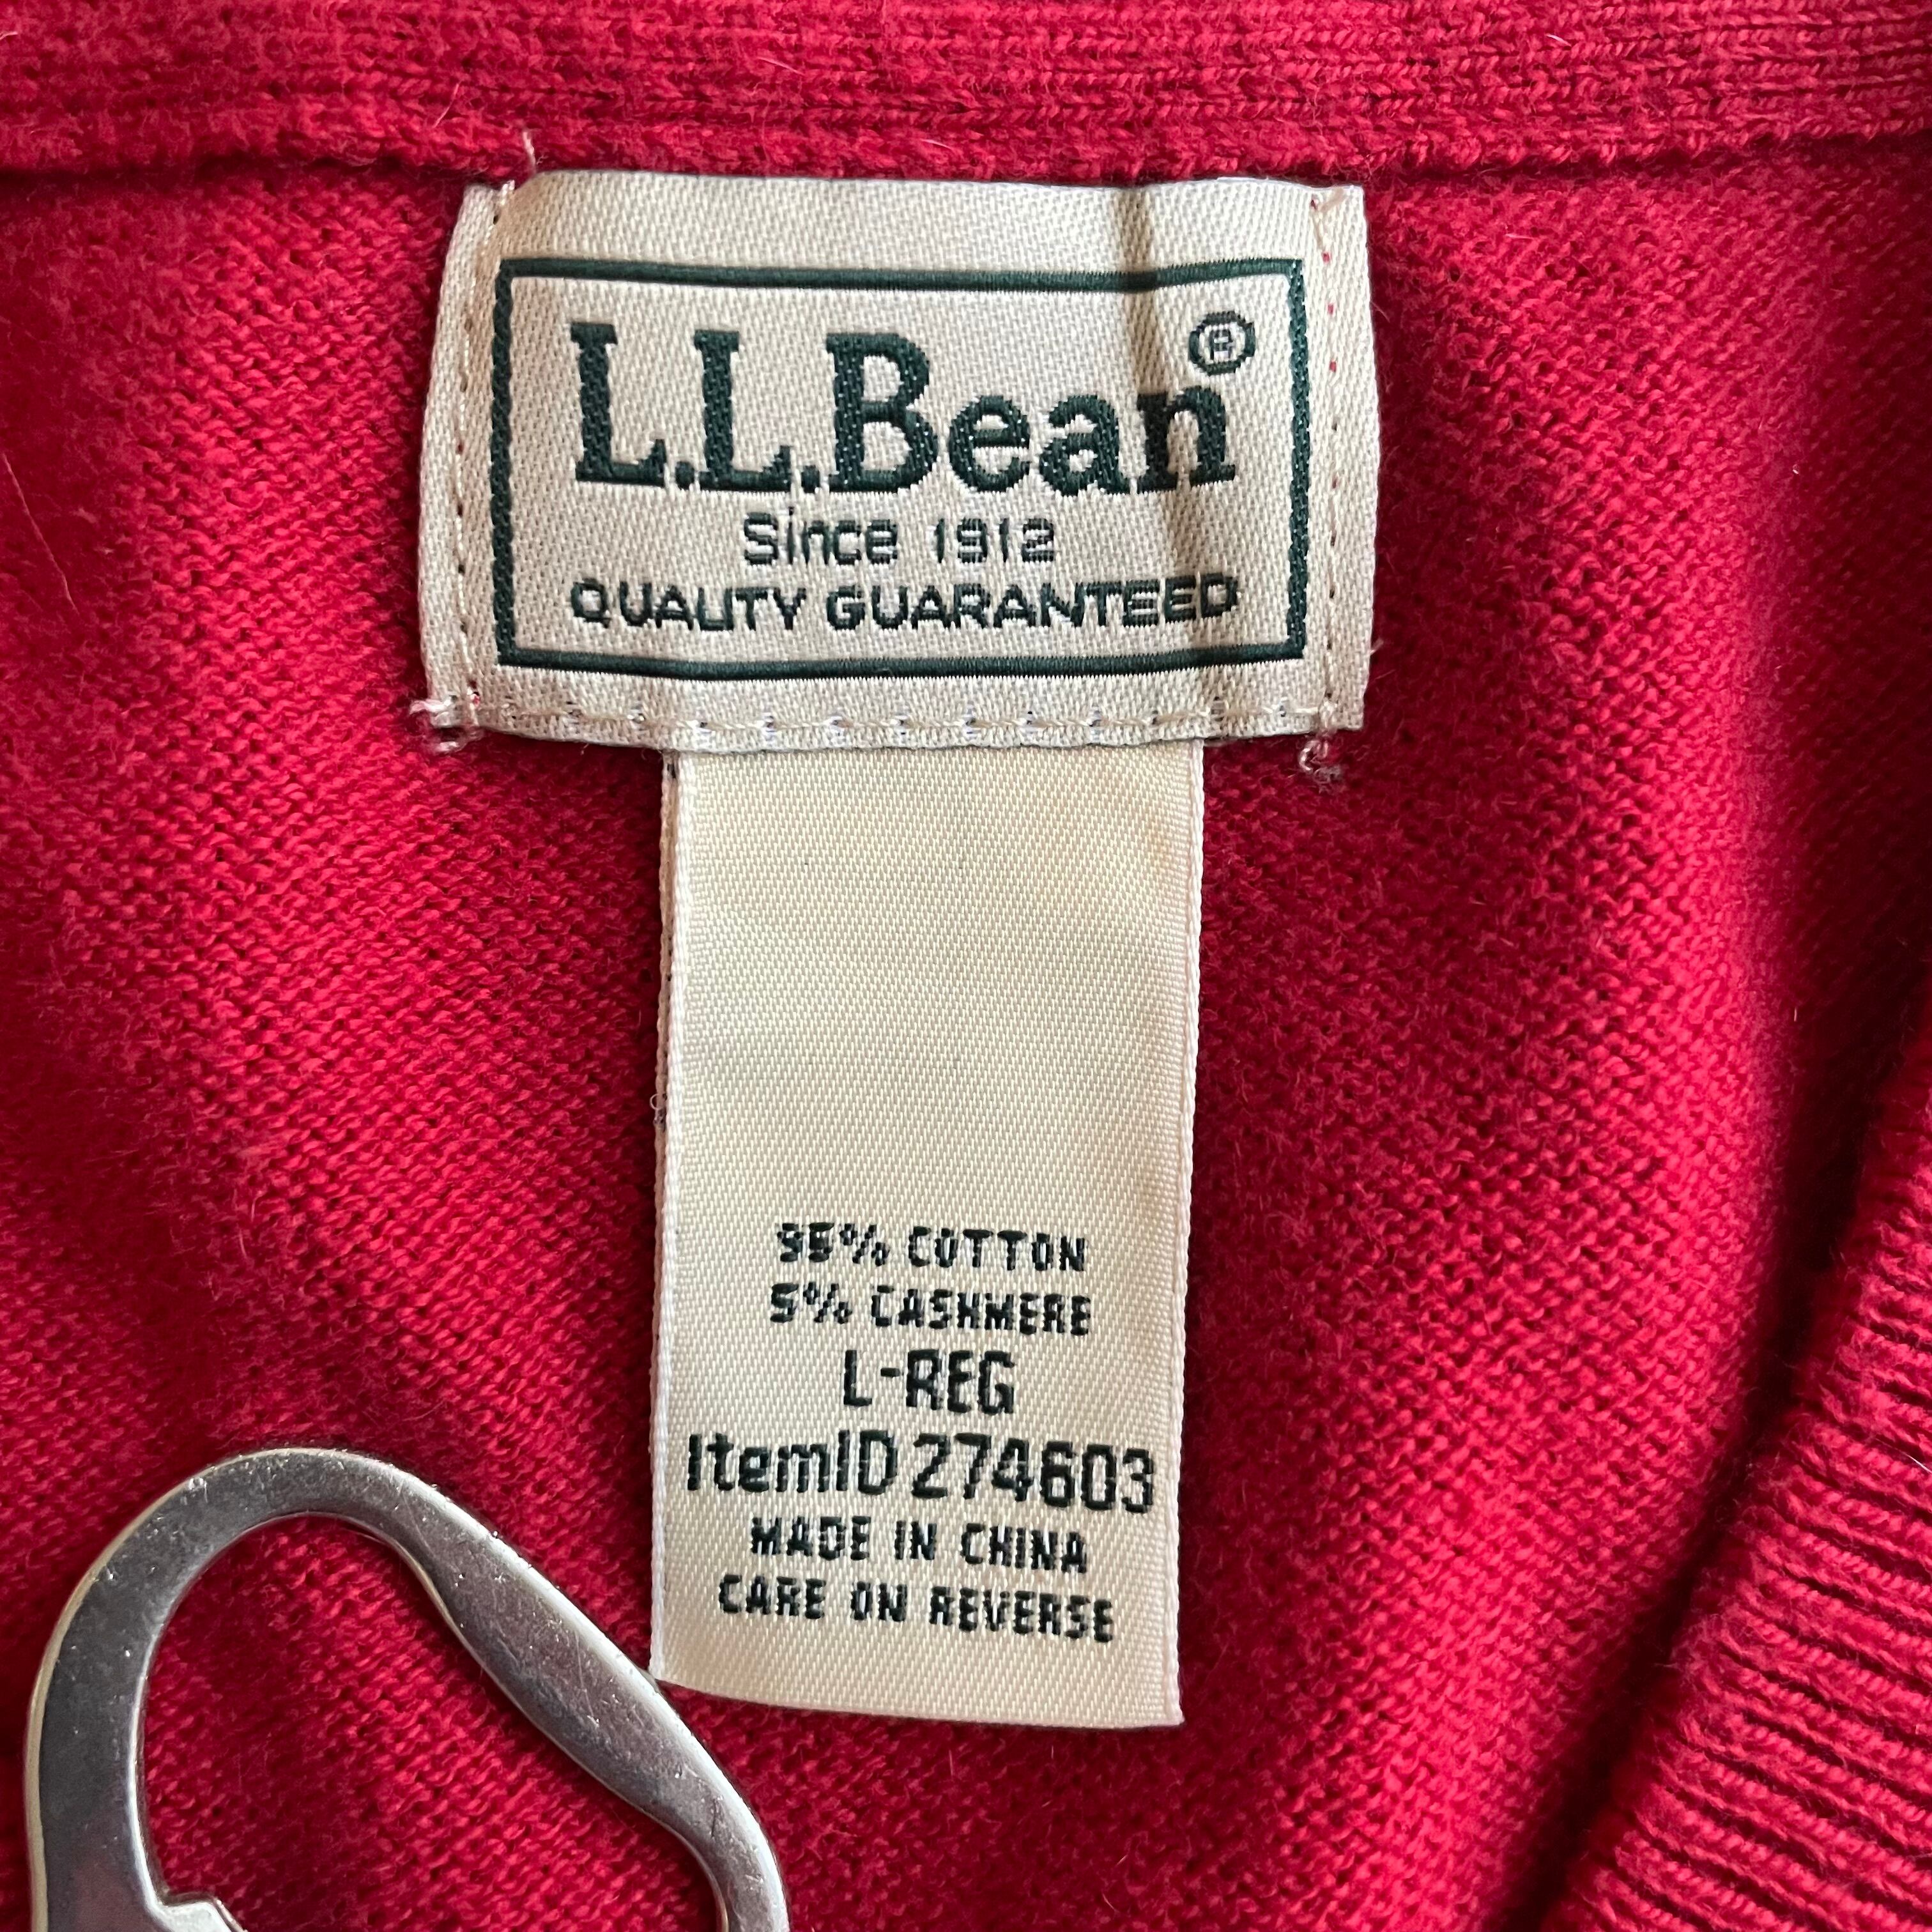 L.L.Bean®
Since 1912
QUALITY GUARANTEED
95% COTTON
5% CASHMERE
L-REG
ItemID 274603
MADE IN CHINA
CARE ON REVERSE